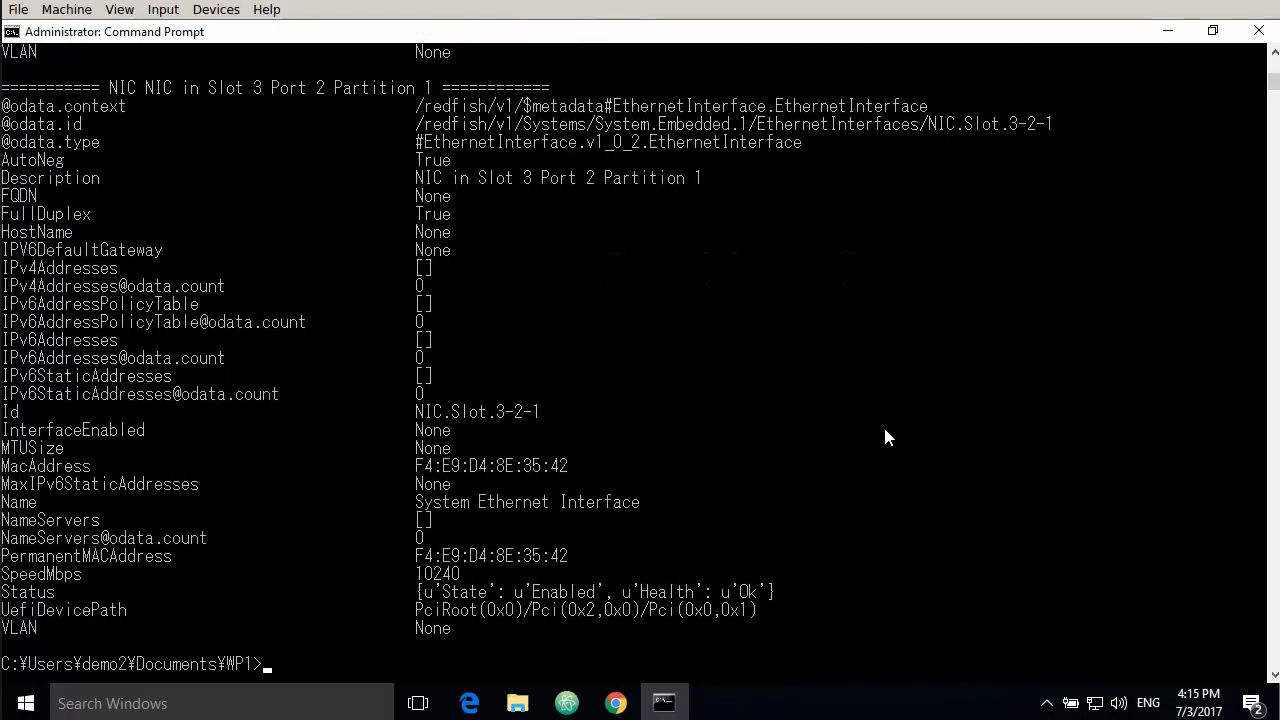 File Machine View Input Devices Help
Administrator: Command Prompt
VLAN None
=========== NIC NIC in Slot 3 Port 2 Partition 1 ============
@odata.context /redfish/v1/$metadata#EthernetInterface.EthernetInterface
@odata.id /redfish/v1/Systems/System.Embedded.1/EthernetInterfaces/NIC.Slot.3-2-1
@odata.type #EthernetInterface.v1_0_2.EthernetInterface
AutoNeg True
Description NIC in Slot 3 Port 2 Partition 1
FQDN None
FullDuplex True
HostName None
IPV6DefaultGateway None
IPv4Addresses []
IPv4Addresses@odata.count 0
IPv6AddressPolicyTable []
IPv6AddressPolicyTable@odata.count 0
IPv6Addresses []
IPv6Addresses@odata.count 0
IPv6StaticAddresses []
IPv6StaticAddresses@odata.count 0
Id NIC.Slot.3-2-1
InterfaceEnabled None
MTUSize None
MacAddress F4:E9:D4:8E:35:42
MaxIPv6StaticAddresses None
Name System Ethernet Interface
NameServers []
NameServers@odata.count 0
PermanentMACAddress F4:E9:D4:8E:35:42
SpeedMbps 10240
Status {u'State': u'Enabled', u'Health': u'Ok'}
UefiDevicePath PciRoot(0x0)/Pci(0x2,0x0)/Pci(0x0,0x1)
VLAN None
C:¥Users¥demo2¥Documents¥WP1>
Search Windows
ENG
4:15 PM
7/3/2017
2